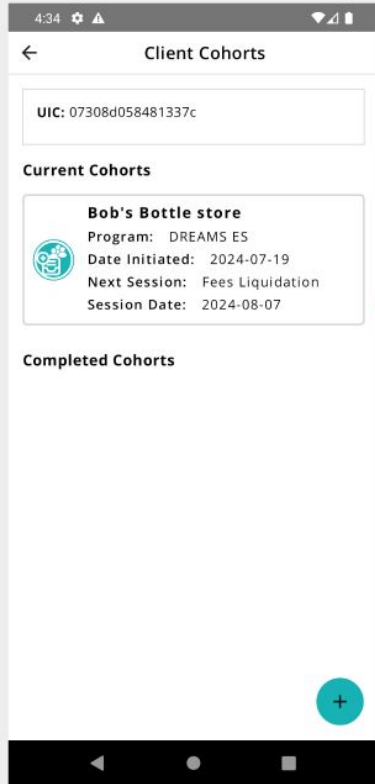 4:34
Client Cohorts
UIC: 07308d058481337c
Current Cohorts
Bob's Bottle store
Program: DREAMS ES
Date Initiated: 2024-07-19
Next Session: Fees Liquidation
Session Date: 2024-08-07
Completed Cohorts
+